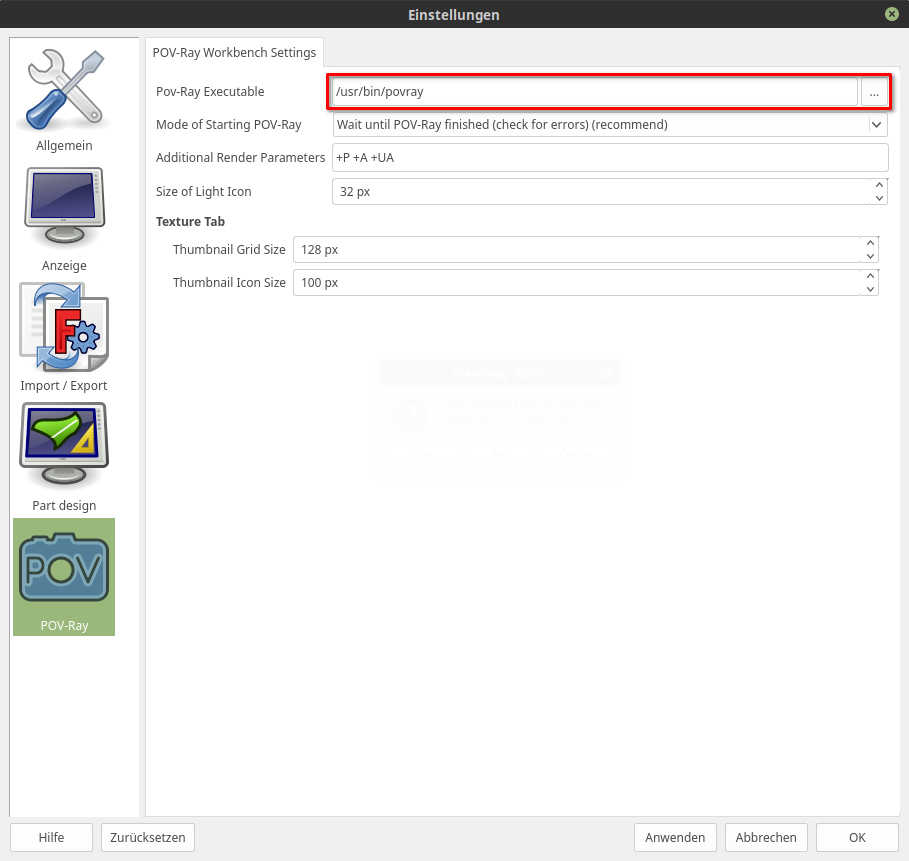 Einstellungen
Allgemein
Anzeige
Import / Export
Part design
POV
POV-Ray
POV-Ray Workbench Settings
Pov-Ray Executable
/usr/bin/povray
...
Mode of Starting POV-Ray
Wait until POV-Ray finished (check for errors) (recommend)
Additional Render Parameters
+P +A +UA
Size of Light Icon
32 px
Texture Tab
Thumbnail Grid Size
128 px
Thumbnail Icon Size
100 px
Hilfe
Zurücksetzen
Anwenden
Abbrechen
OK